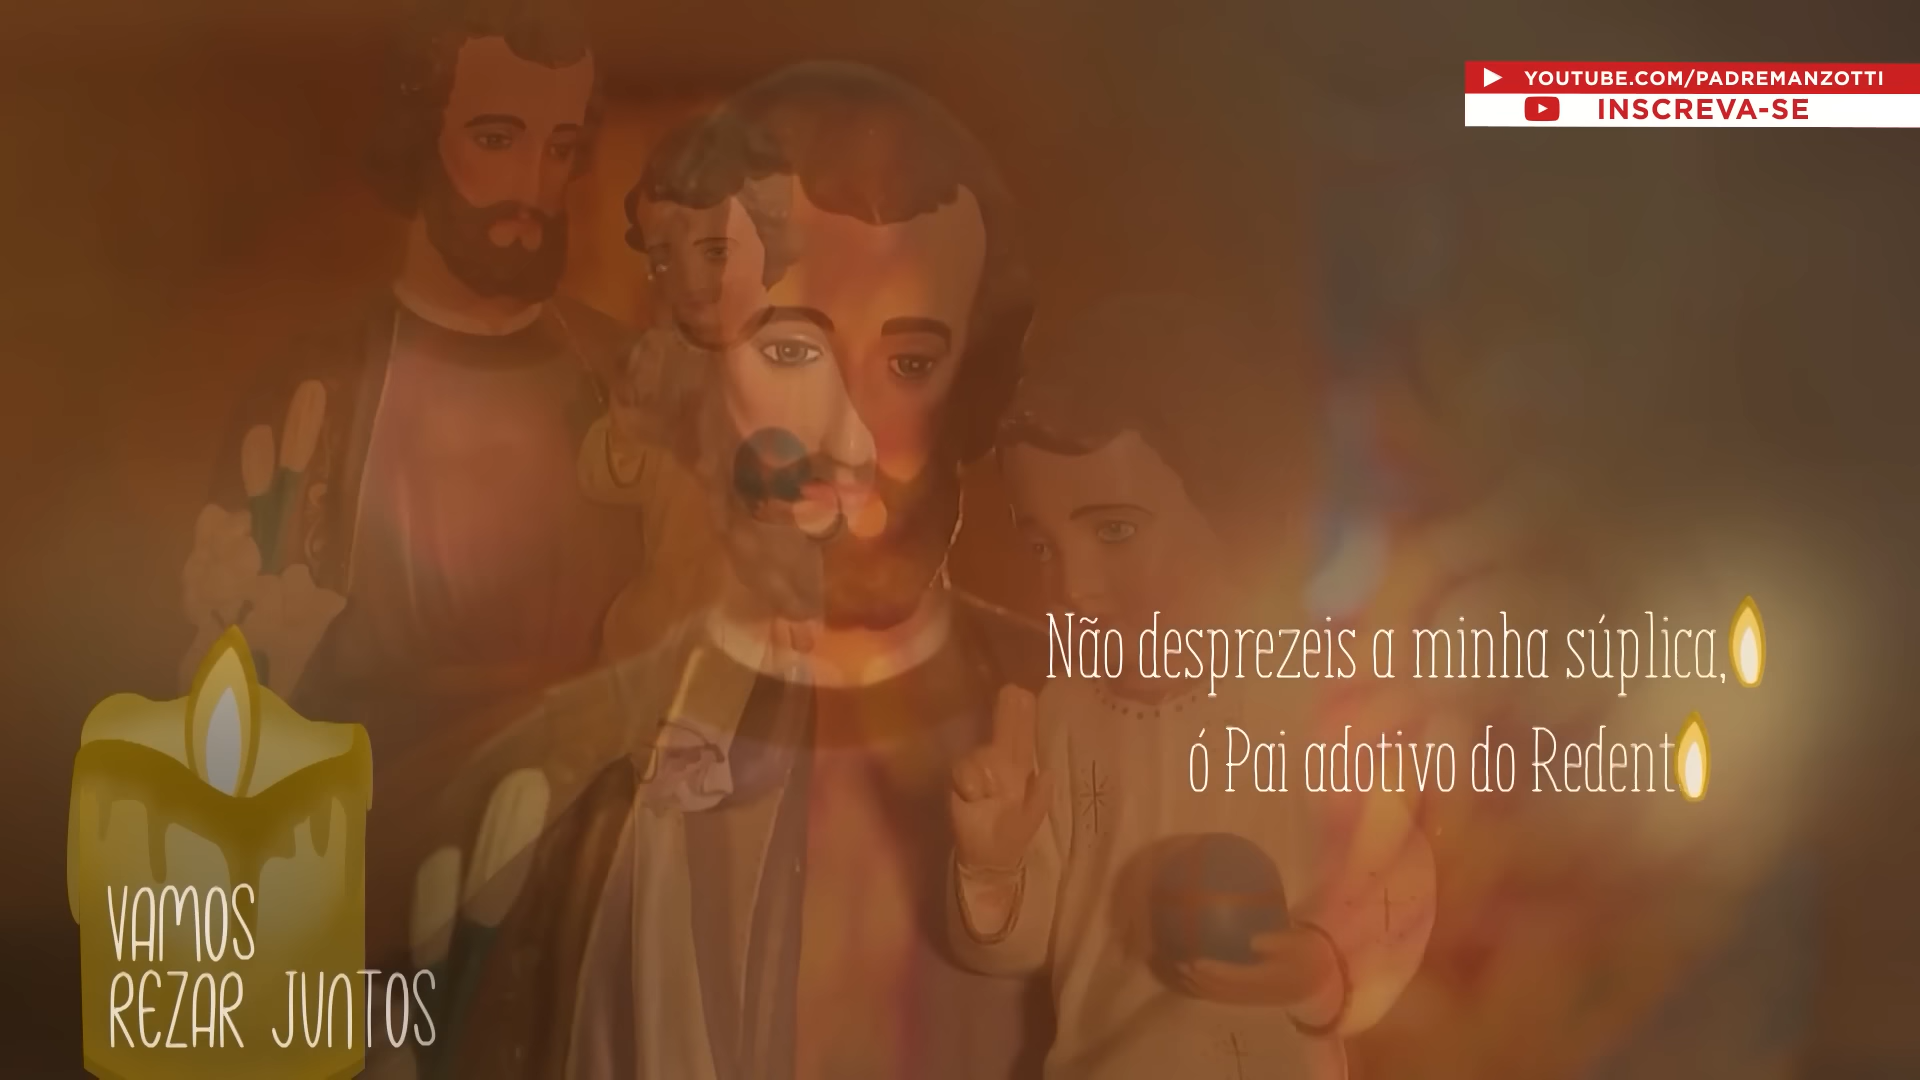 YOUTUBE.COM/PADREMANZOTTI
INSCREVA-SE
Não desprezeis a minha súplica,
ó Pai adotivo do Redent
VAMOS
REZAR JUNTOS